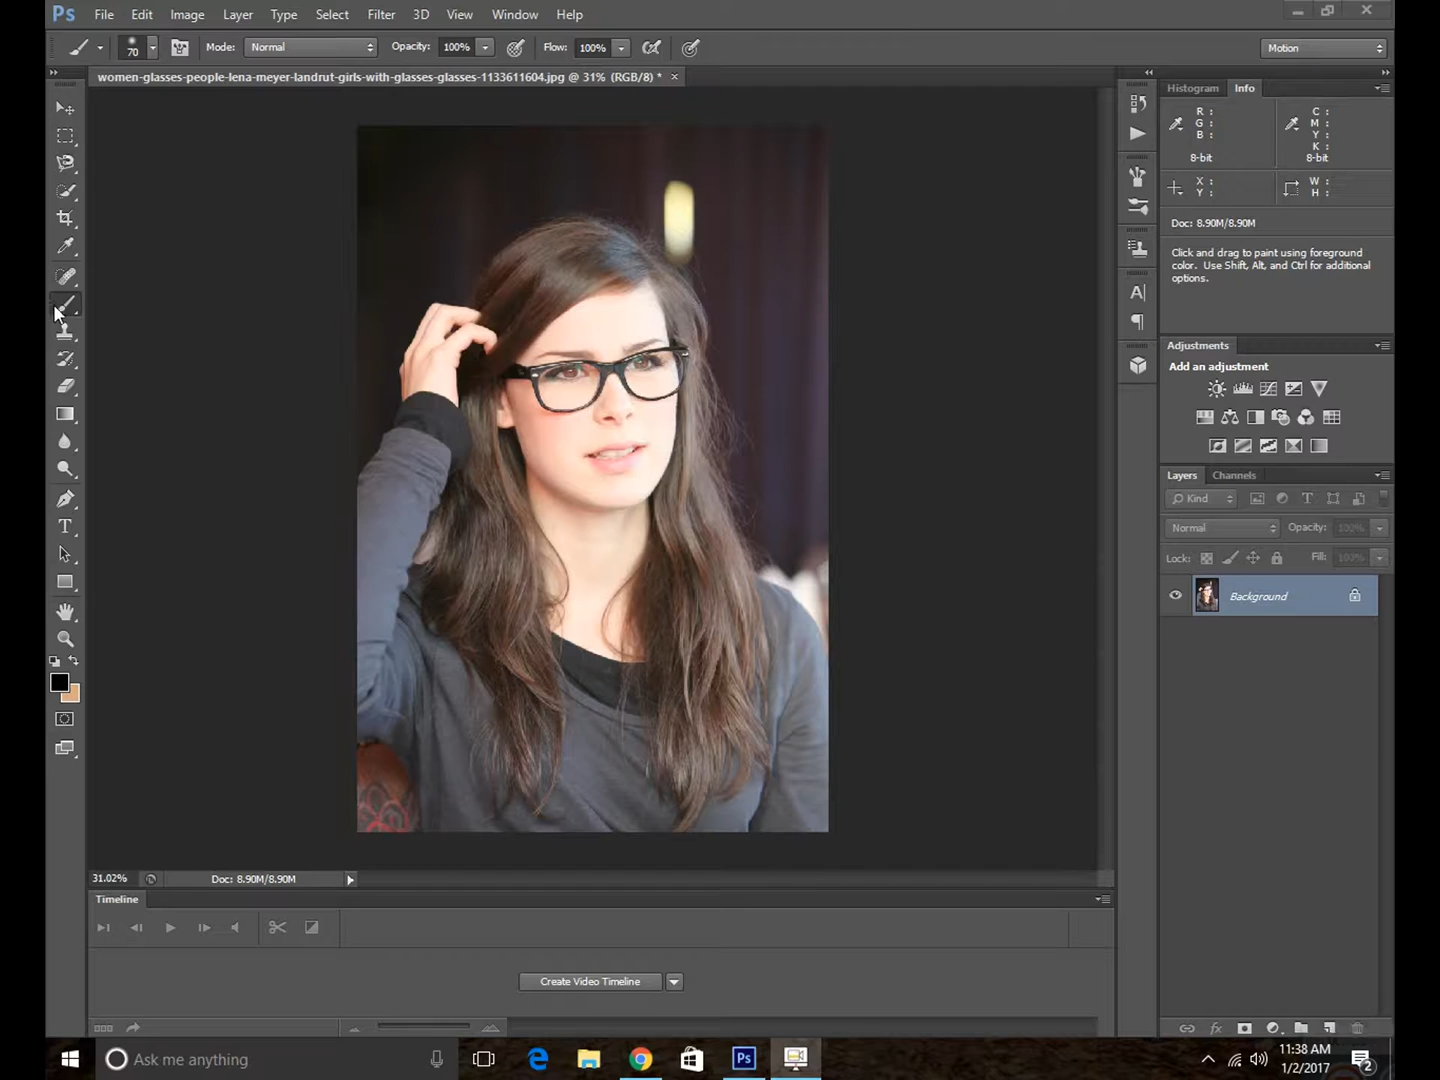 Ps File Edit Image Layer Type Select Filter 3D View Window Help
70 Mode: Normal Opacity: 100% Flow: 100% Motion
women-glasses-people-lena-meyer-landrut-girls-with-glasses-glasses-1133611604.jpg @ 31% (RGB/8) *
Histogram Info
R: C:
G: M:
B: Y:
K:
8-bit 8-bit
X: W:
Y: H:
Doc: 8.90M/8.90M
Click and drag to paint using foreground
color. Use Shift, Alt, and Ctrl for additional
options.
Adjustments
Add an adjustment
Layers Channels
Kind
Normal Opacity: 100%
Lock: Fill: 100%
Background
31.02% Doc: 8.90M/8.90M
Timeline
Create Video Timeline
Ask me anything
11:38 AM
1/2/2017
2